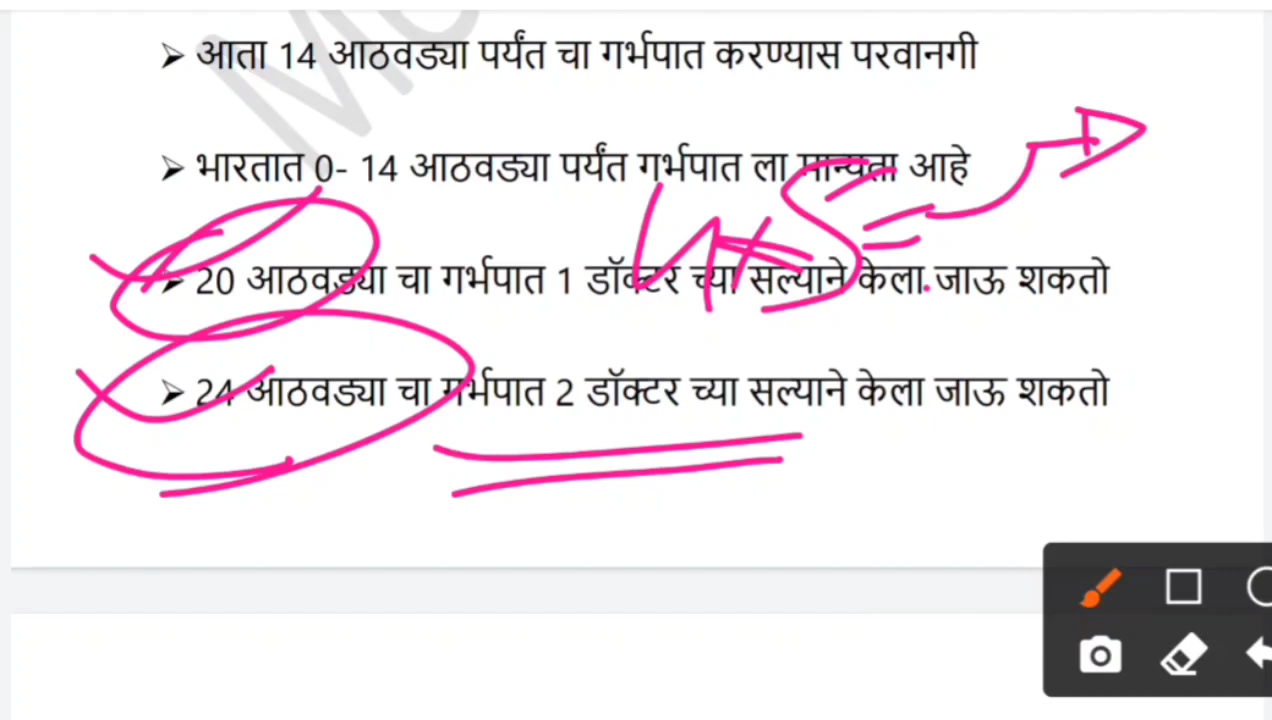 ➢ आता 14 आठवड्या पर्यंत चा गर्भपात करण्यास परवानगी
➢ भारतात 0- 14 आठवड्या पर्यंत गर्भपात ला मान्यता आहे
➢ 20 आठवड्या चा गर्भपात 1 डॉक्टर च्या सल्याने केला जाऊ शकतो
➢ 24 आठवड्या चा गर्भपात 2 डॉक्टर च्या सल्याने केला जाऊ शकतो